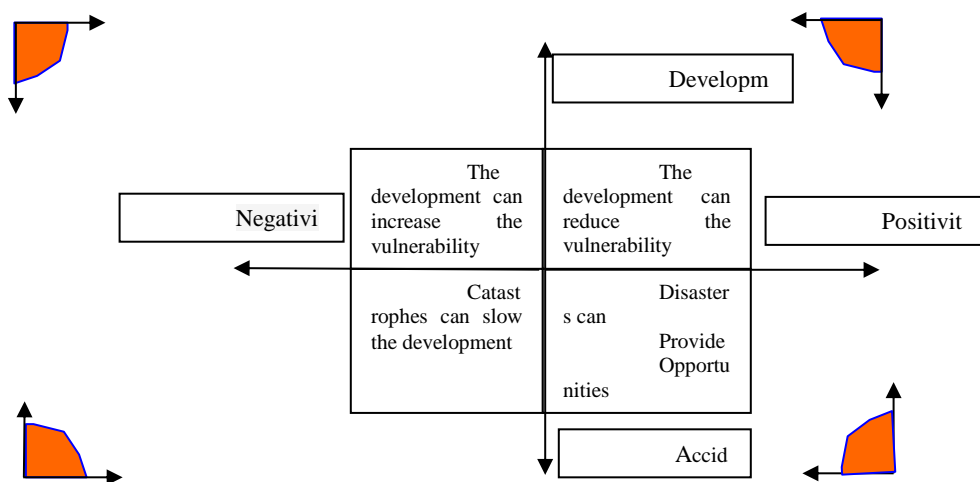 Developm
The
development can
increase the
vulnerability
The
development can
reduce the
vulnerability
Negativi
Positivit
Catast
rophes can slow
the development
Disaster
s can
Provide
Opportu
nities
Accid